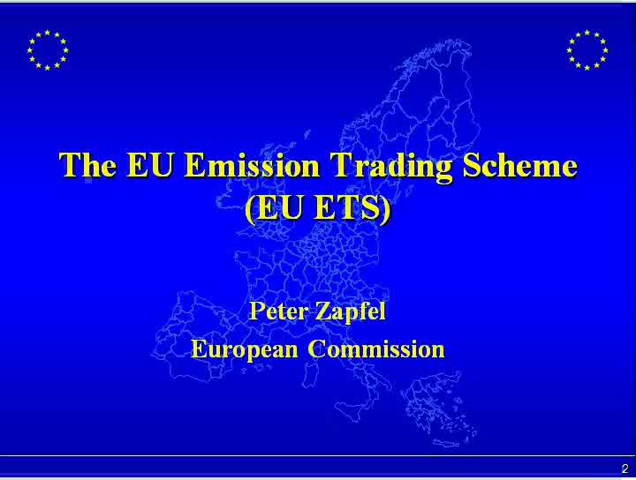 The EU Emission Trading Scheme
(EU ETS)
Peter Zapfel
European Commission
2